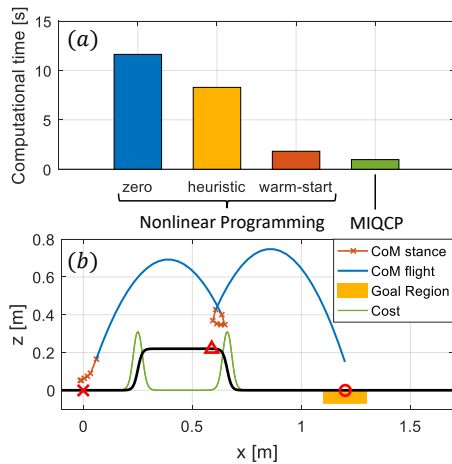 Computational time [s]
15
10
5
0
(a)
zero heuristic warm-start
Nonlinear Programming MIQCP
z [m]
0.8
0.6
0.4
0.2
0
(b)
CoM stance
CoM flight
Goal Region
Cost
0 0.5 1 1.5
x [m]